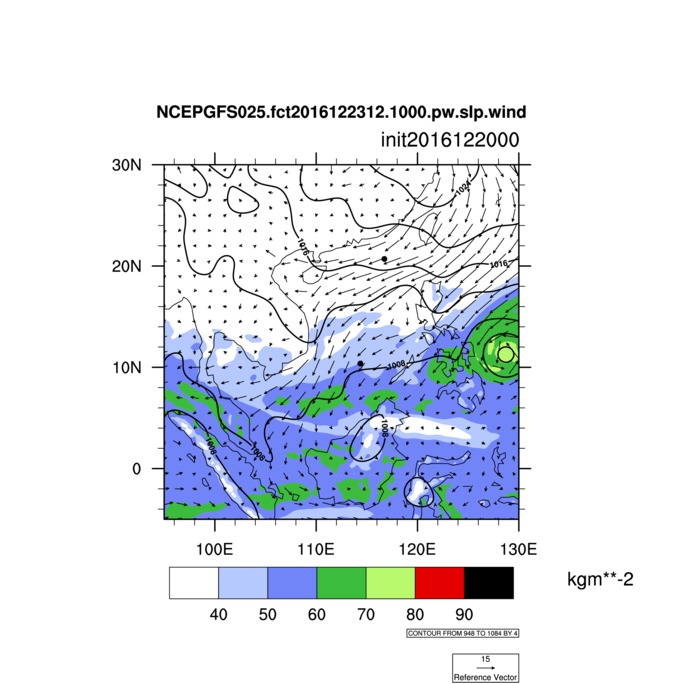 NCEPGFS025.fct2016122312.1000.pw.slp.wind
init2016122000
30N
1024
1016
20N
1016
10N
1008
1008
1008
1008
0
100E 110E 120E 130E
kgm**-2
40 50 60 70 80 90
CONTOUR FROM 948 TO 1084 BY 4
15
Reference Vector